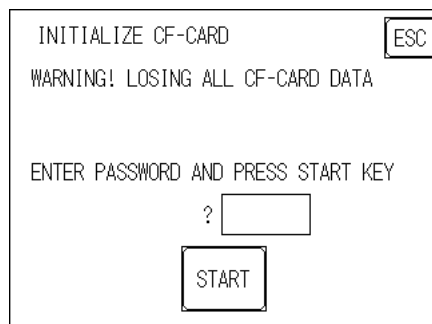 INITIALIZE CF-CARD
ESC
WARNING! LOSING ALL CF-CARD DATA
ENTER PASSWORD AND PRESS START KEY
?
START